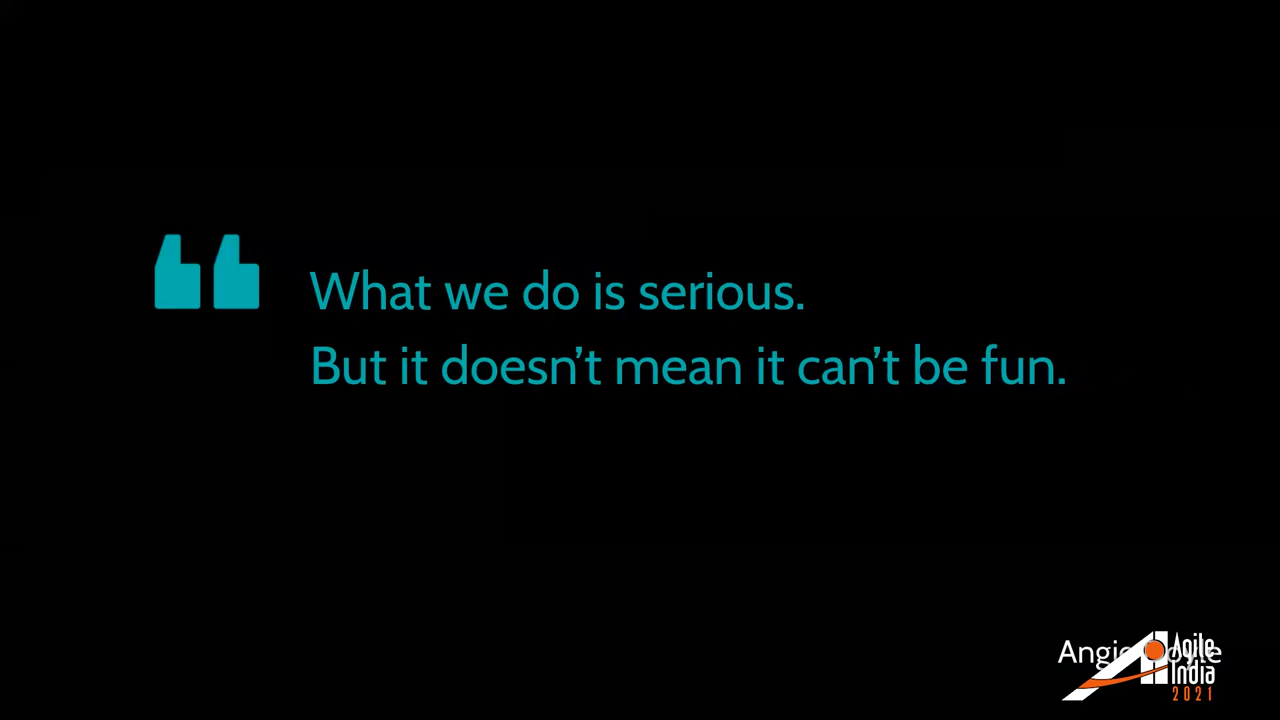 What we do is serious.
But it doesn’t mean it can’t be fun.
Agile
India
2021